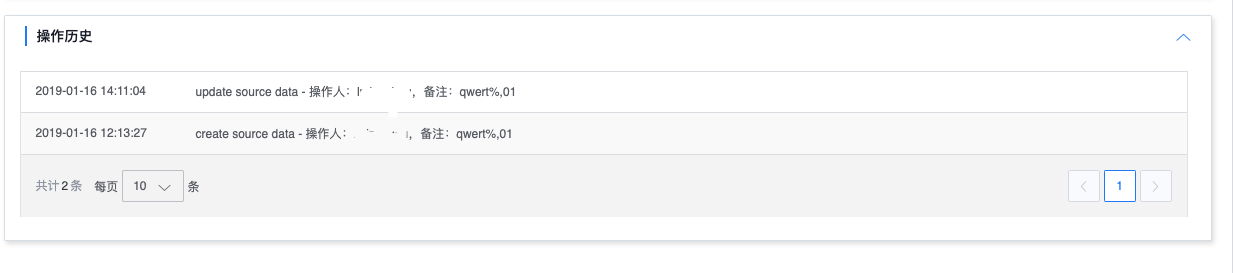 操作历史
2019-01-16 14:11:04 update source data - 操作人： ，备注：qwert%,01
2019-01-16 12:13:27 create source data - 操作人： ，备注：qwert%,01
共计2条 每页 10 条 1